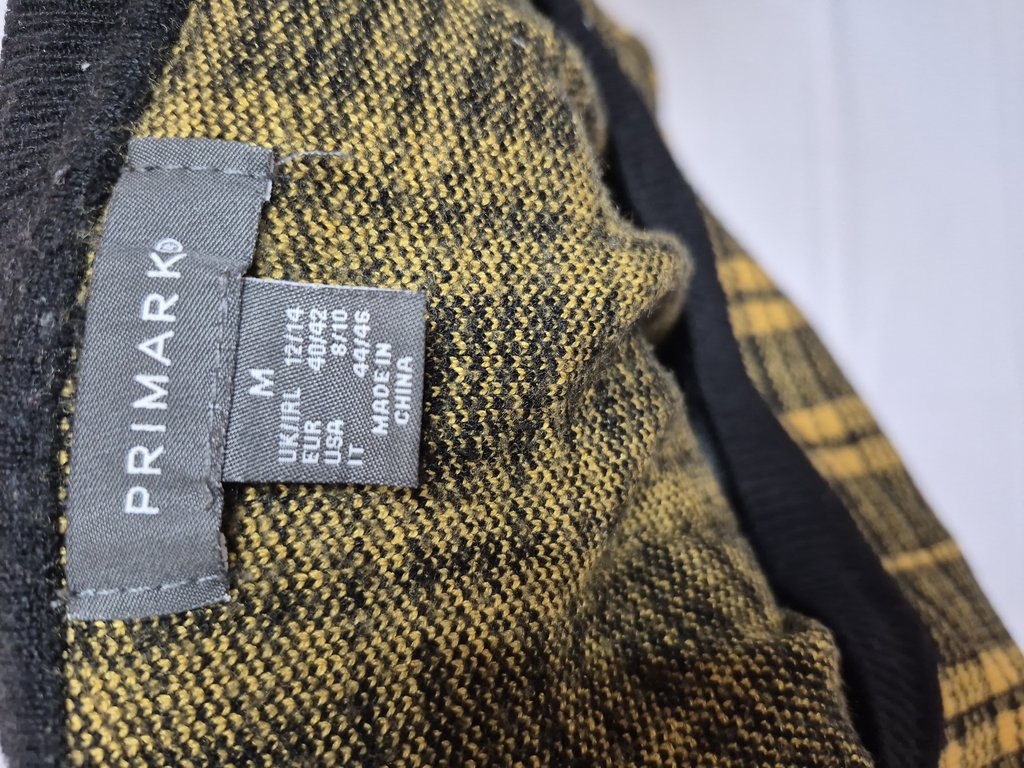 PRIMARK®
M
UK/IRL 12/14
EUR 40/42
USA 8/10
IT 44/46
MADE IN
CHINA